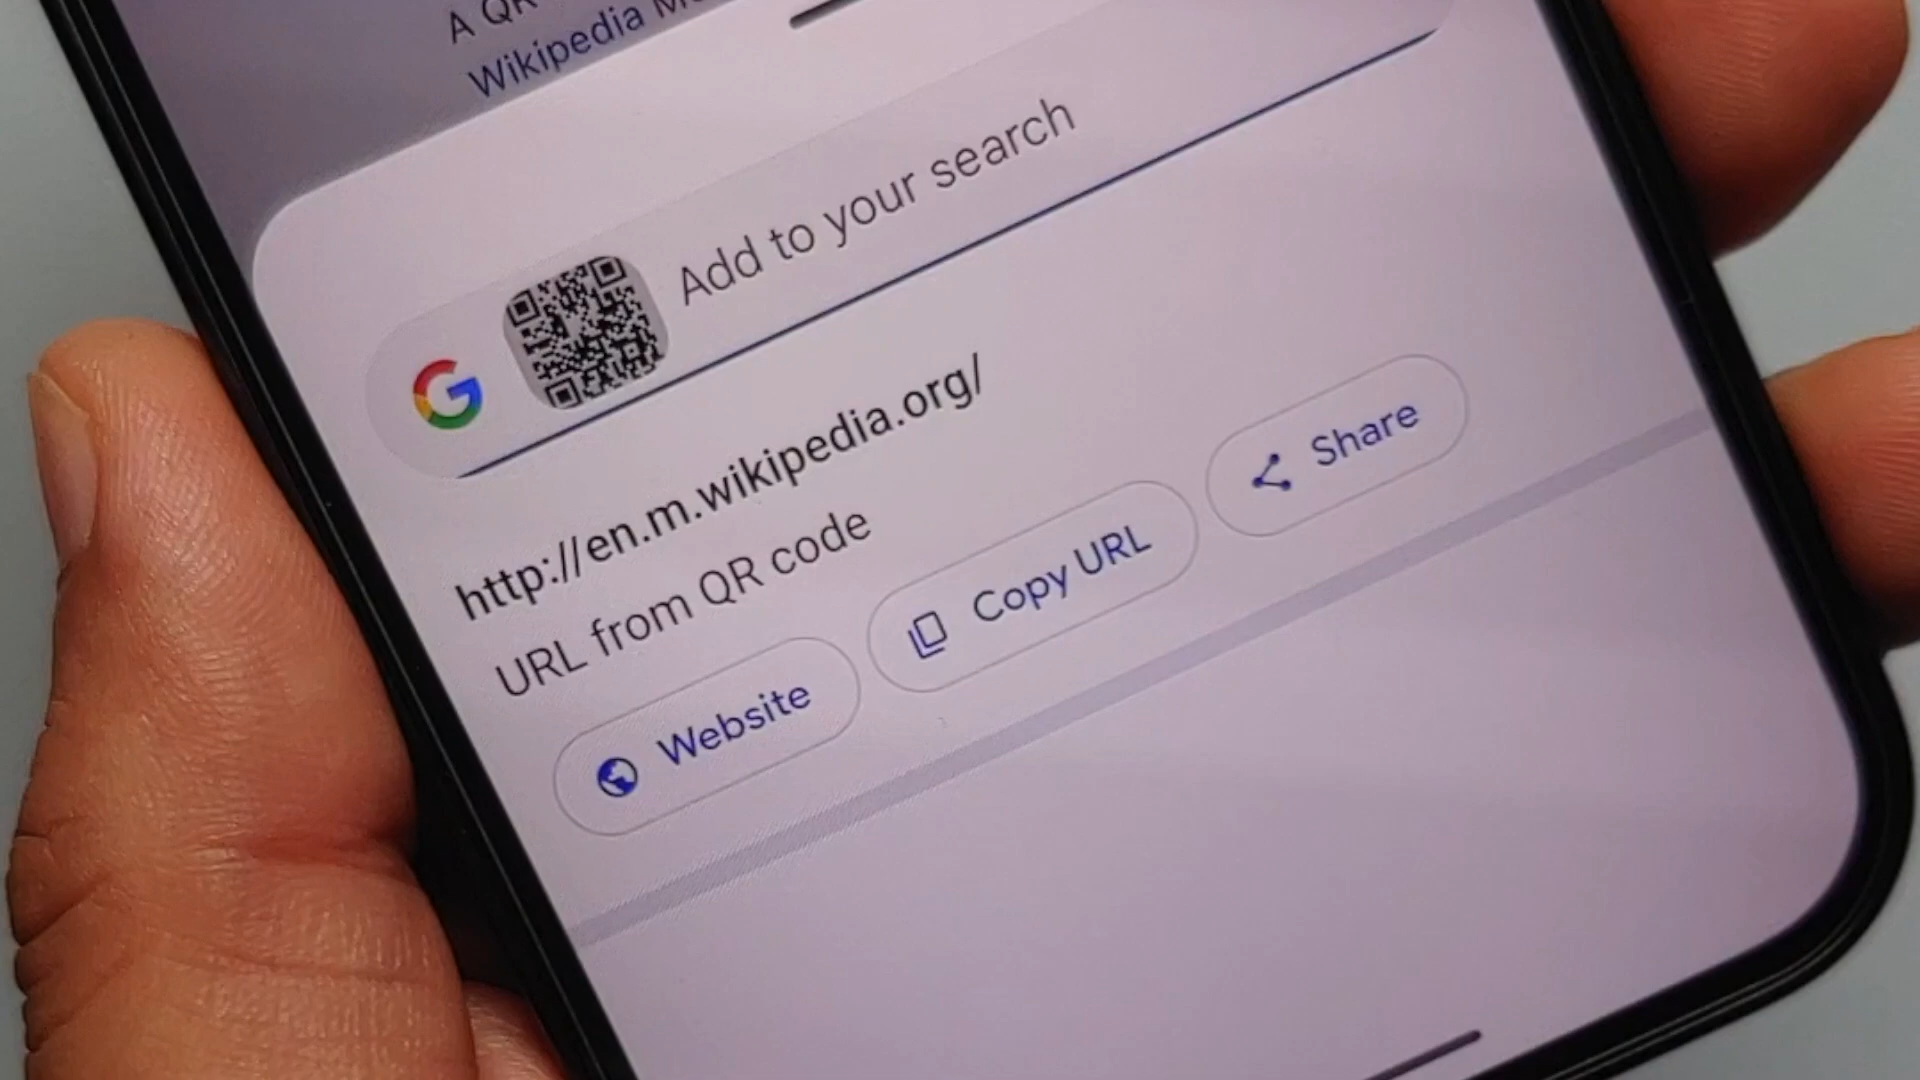 A QR
Wikipedia
Add to your search
http://en.m.wikipedia.org/
URL from QR code
Website
Copy URL
Share